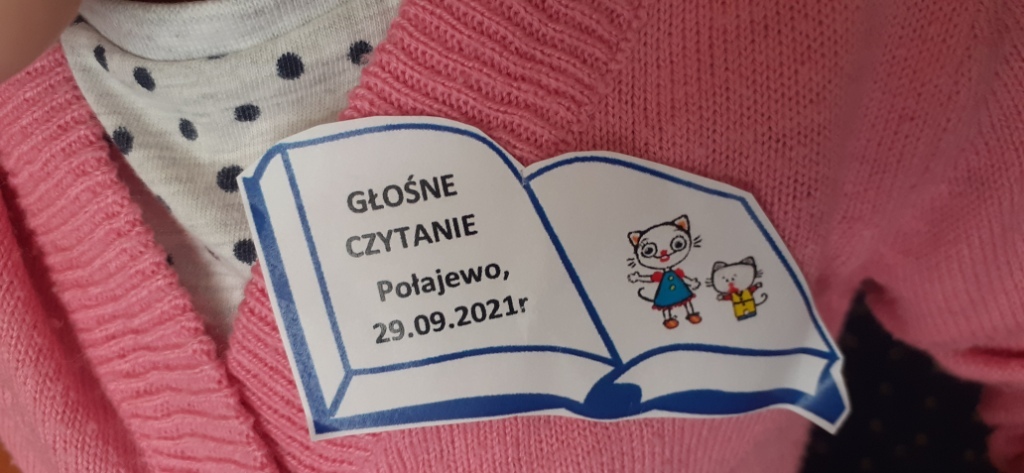 GŁOŚNE
CZYTANIE
Połajewo,
29.09.2021r